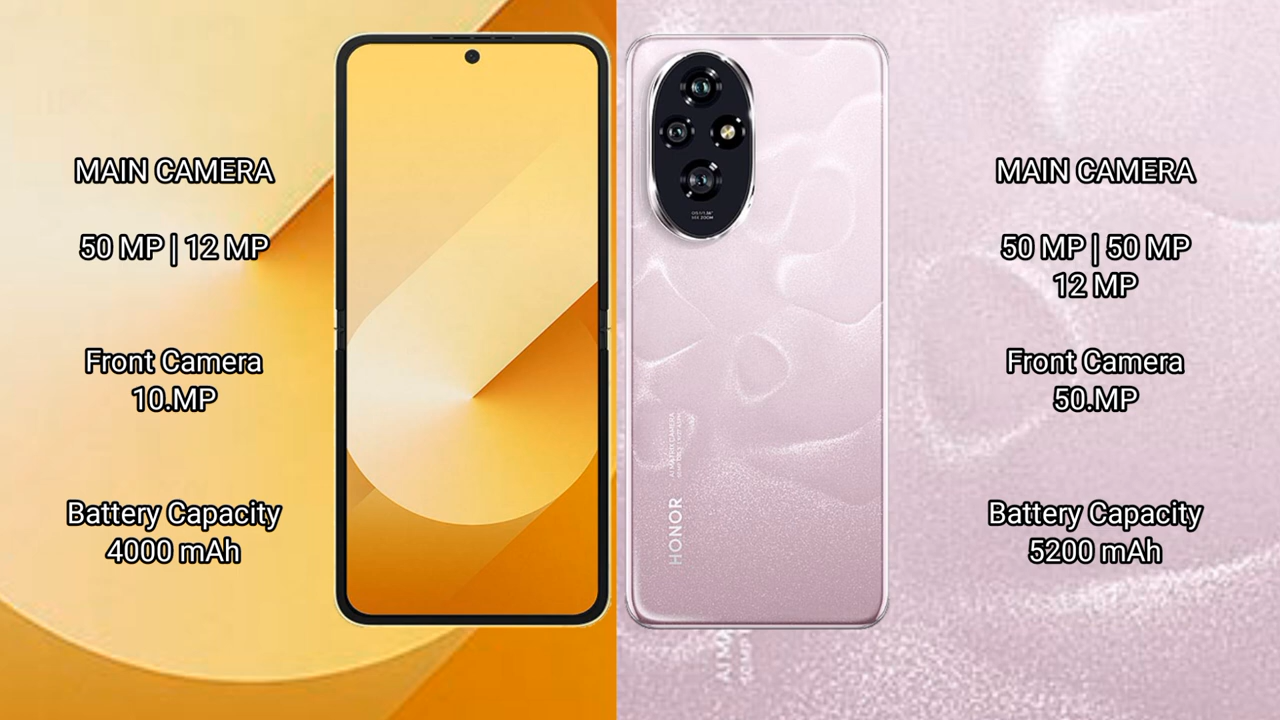 MAIN CAMERA
50 MP | 12 MP
Front Camera
10.MP
Battery Capacity
4000 mAh
HONOR
MAIN CAMERA
50 MP | 50 MP
12 MP
Front Camera
50.MP
Battery Capacity
5200 mAh